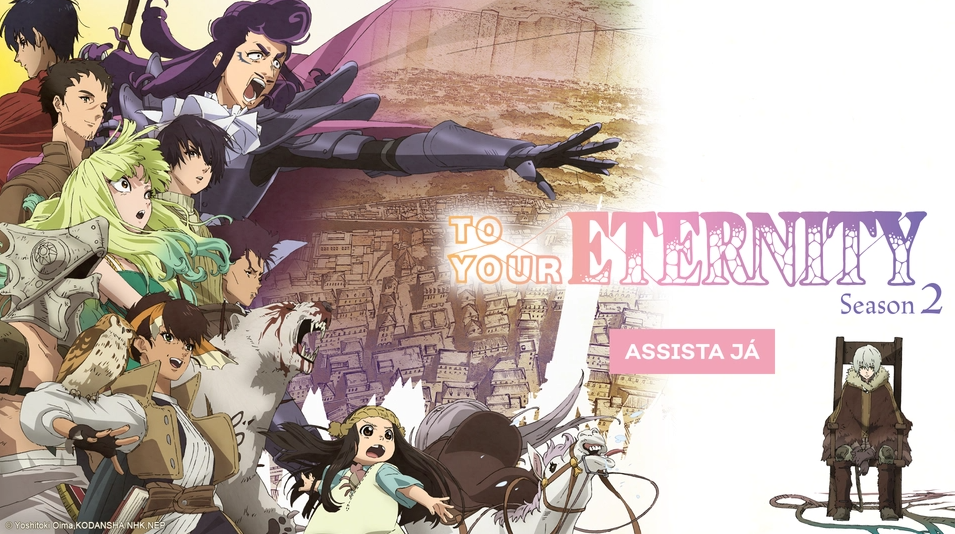 TO
YOUR ETERNITY
Season 2
ASSISTA JÁ
© Yoshitoki Oima,KODANSHA/NHK,NEP